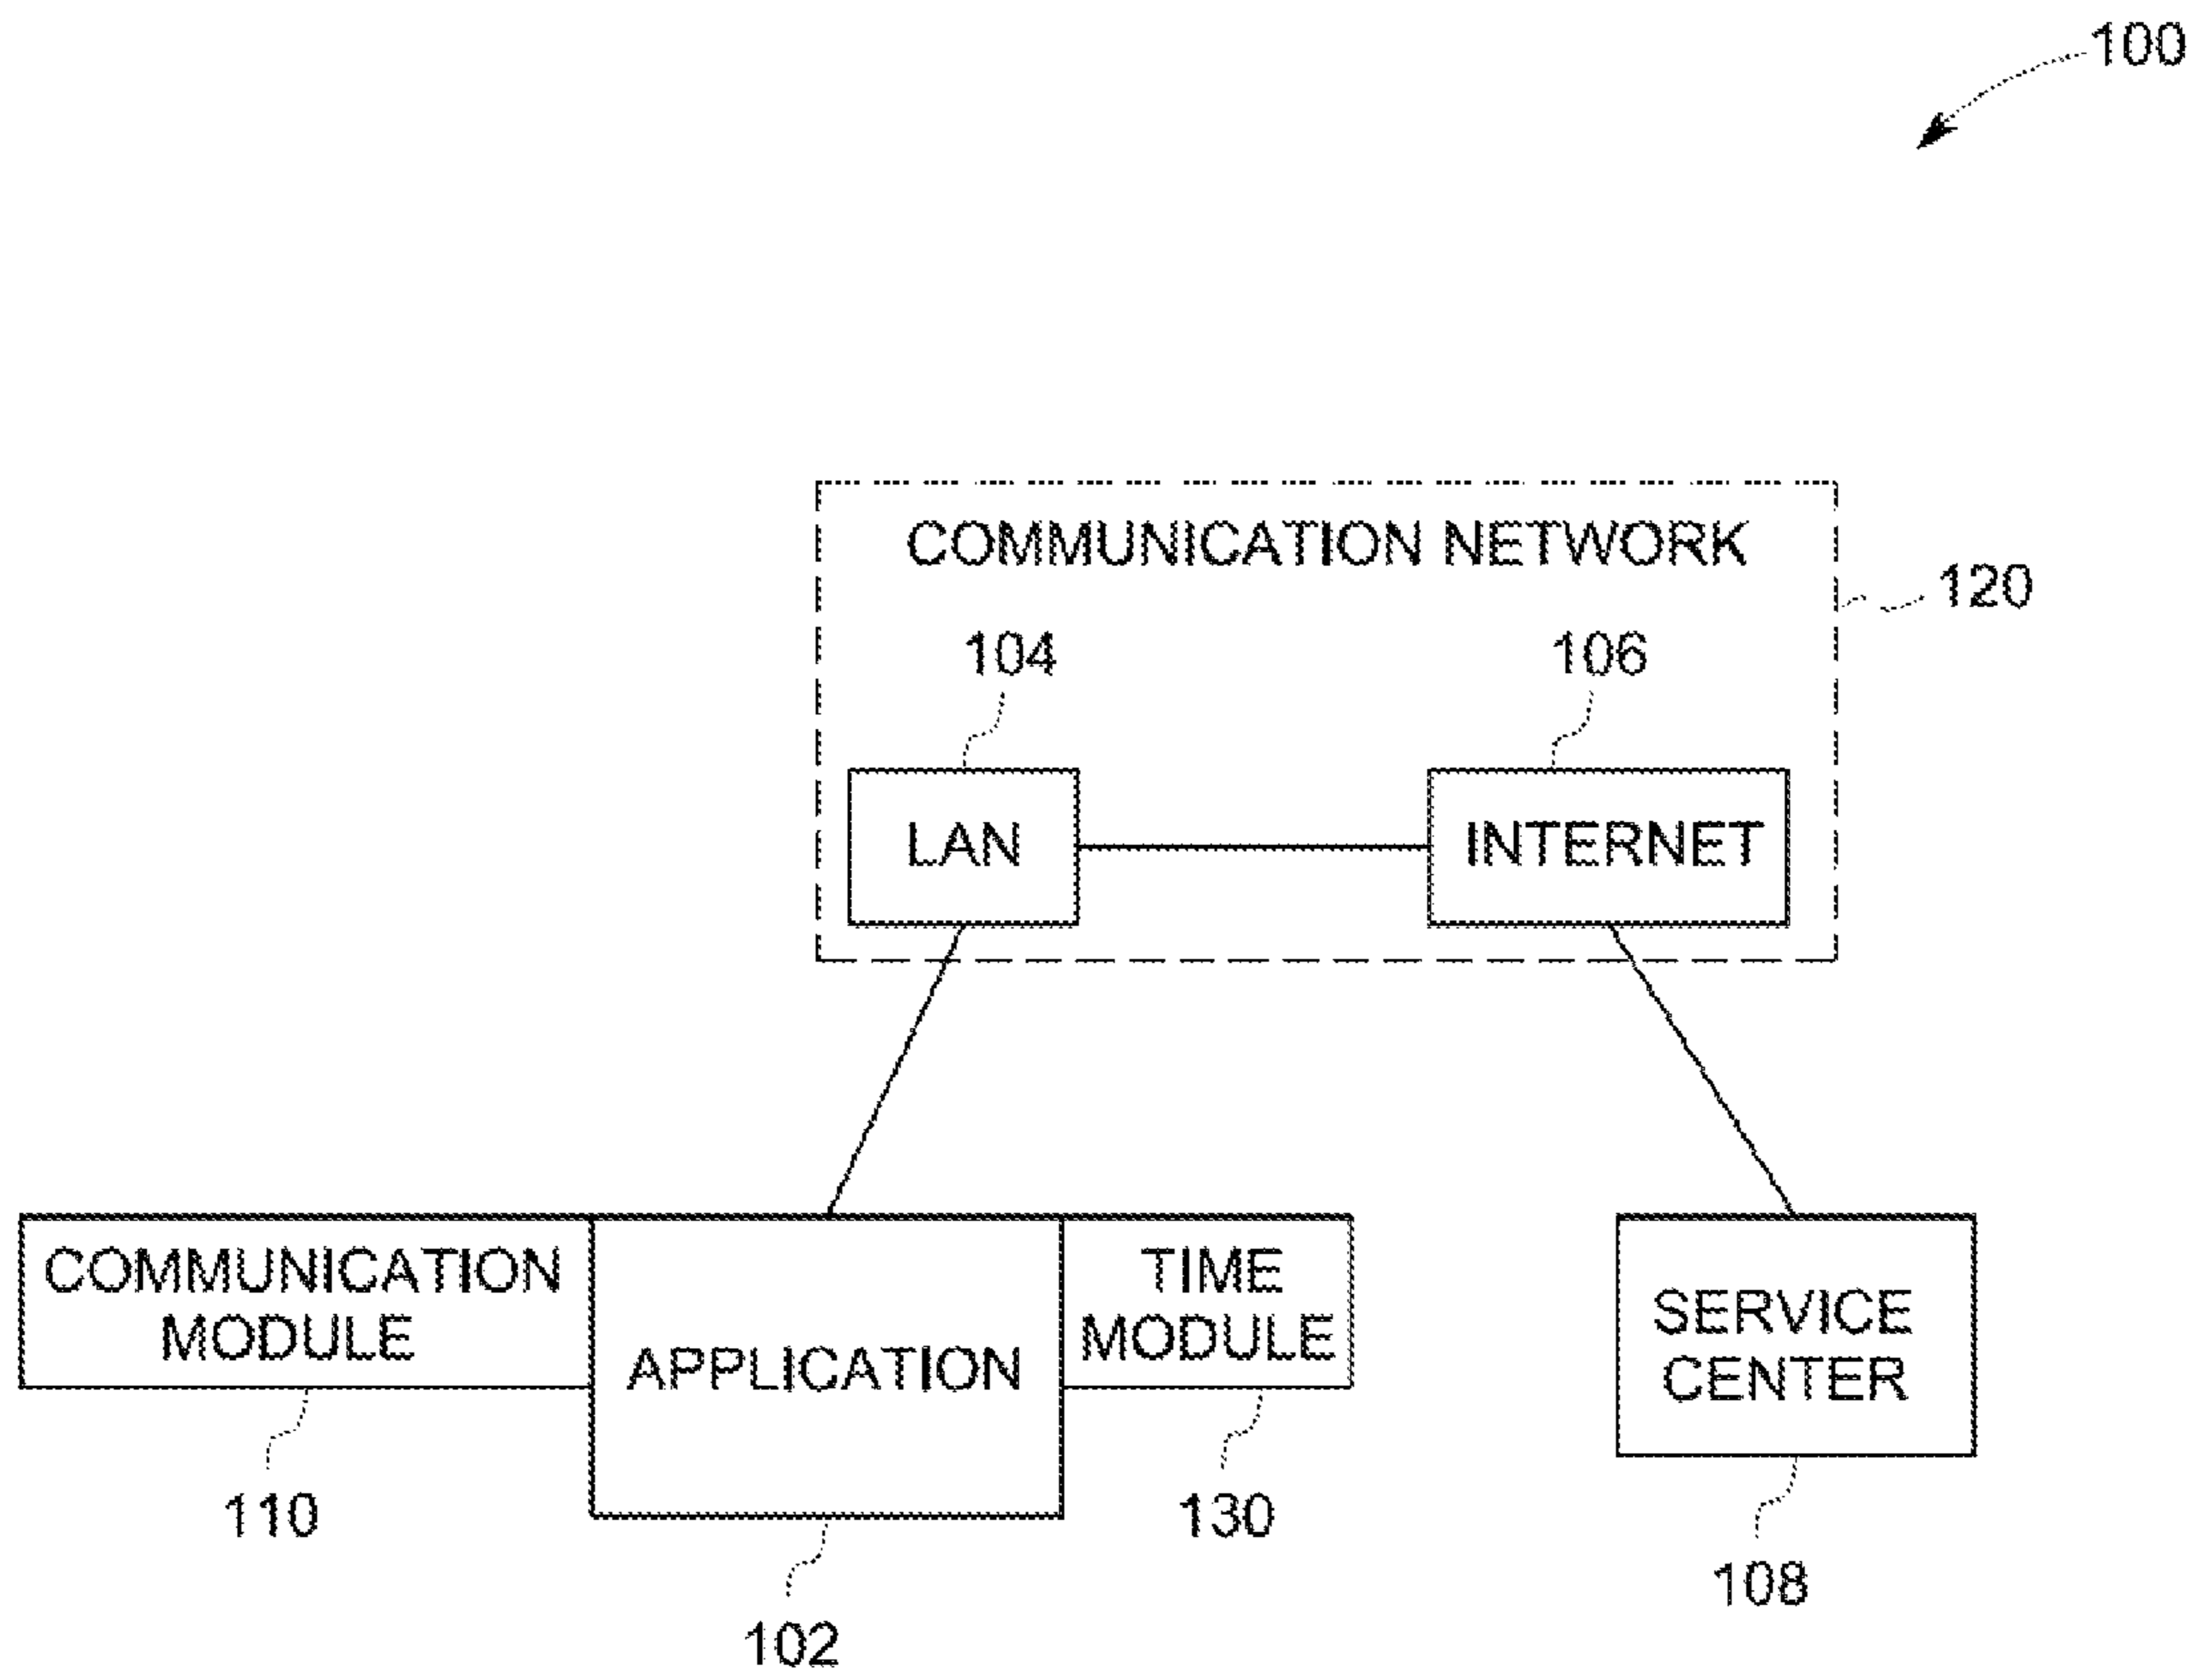 100
COMMUNICATION NETWORK
120
104
106
LAN
INTERNET
COMMUNICATION
MODULE
APPLICATION
TIME
MODULE
SERVICE
CENTER
110
102
130
108